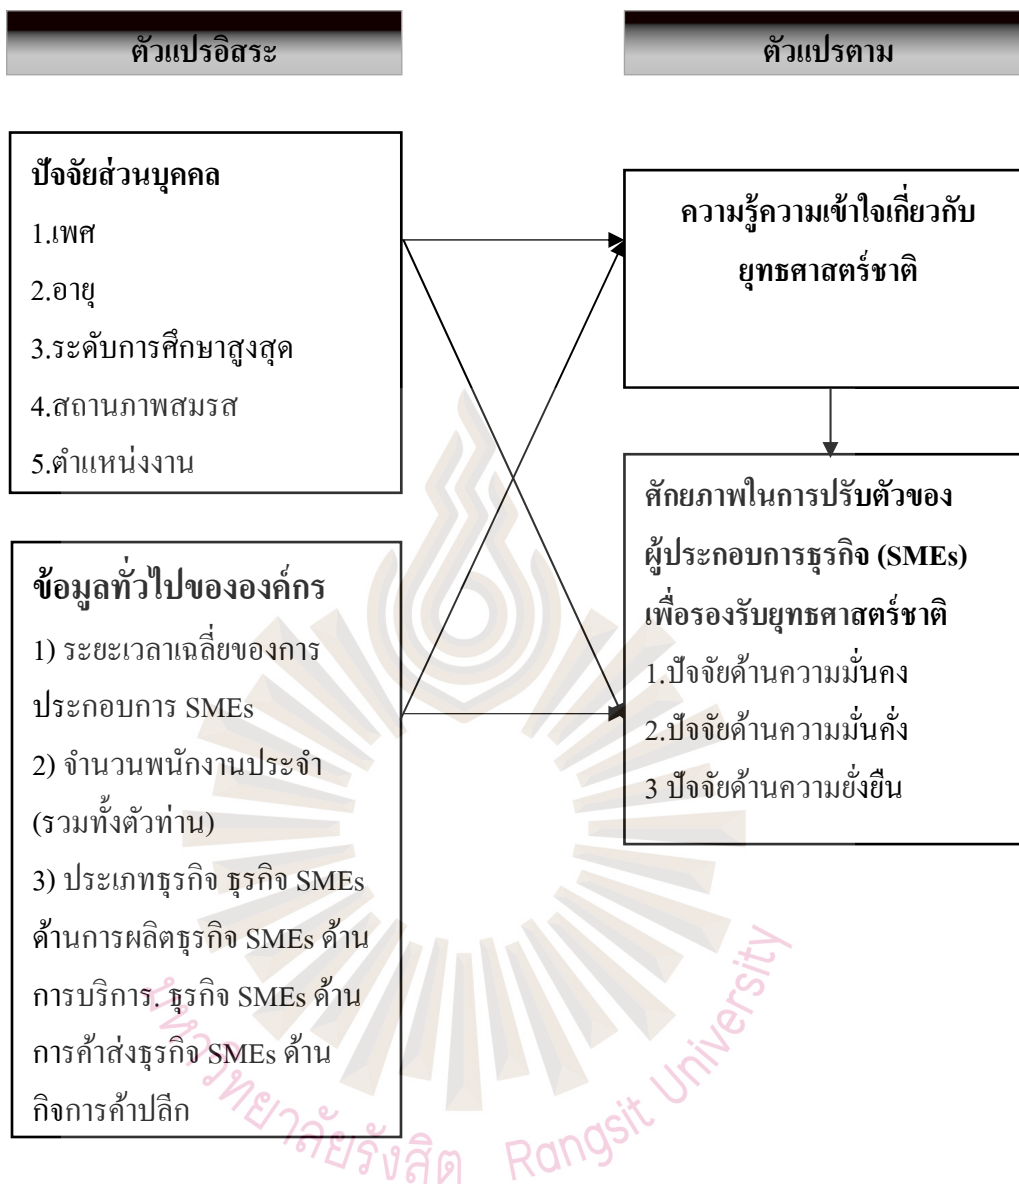 ตัวแปรอิสระ
ตัวแปรตาม
ปัจจัยส่วนบุคคล
1.เพศ
2.อายุ
3.ระดับการศึกษาสูงสุด
4.สถานภาพสมรส
5.ตำแหน่งงาน
ข้อมูลทั่วไปขององค์กร
1) ระยะเวลาเฉลี่ยของการ
ประกอบการ SMEs
2) จำนวนพนักงานประจำ
(รวมทั้งตัวท่าน)
3) ประเภทธุรกิจ ธุรกิจ SMEs
ด้านการผลิตธุรกิจ SMEs ด้าน
การบริการ. ธุรกิจ SMEs ด้าน
การค้าส่งธุรกิจ SMEs ด้าน
กิจการค้าปลีก
ความรู้ความเข้าใจเกี่ยวกับ
ยุทธศาสตร์ชาติ
ศักยภาพในการปรับตัวของ
ผู้ประกอบการธุรกิจ (SMEs)
เพื่อรองรับยุทธศาสตร์ชาติ
1.ปัจจัยด้านความมั่นคง
2.ปัจจัยด้านความมั่นคั่ง
3 ปัจจัยด้านความยั่งยืน
มหาวิทยาลัยรังสิต Rangsit University